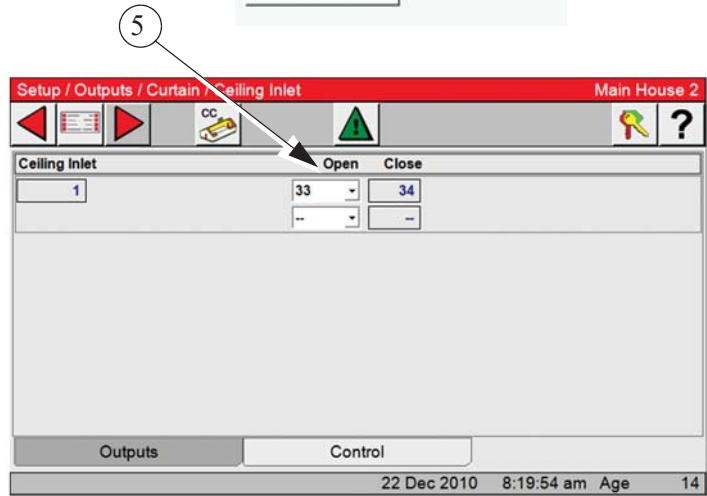 5
Setup / Outputs / Curtain / Ceiling Inlet Main House 2
CC ?
Ceiling Inlet Open Close
1 33 34
-- --
Outputs Control
22 Dec 2010 8:19:54 am Age 14